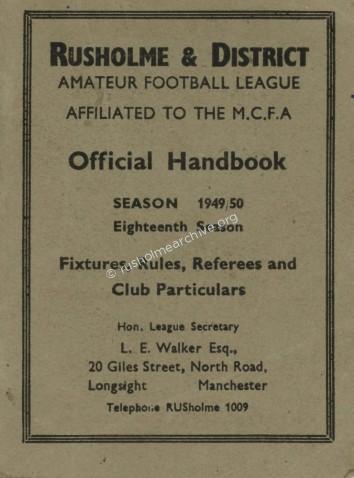 RUSHOLME & DISTRICT
AMATEUR FOOTBALL LEAGUE
AFFILIATED TO THE M.C.F.A
Official Handbook
SEASON 1949/50
Eighteenth Season
© rusholmearchive.org
Fixtures, Rules, Referees and
Club Particulars
Hon. League Secretary
L. E. Walker Esq.,
20 Giles Street, North Road,
Longsight Manchester
Telephone RUSholme 1009